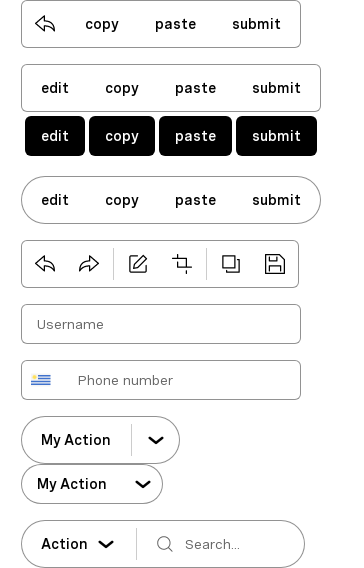 copy paste submit
edit copy paste submit
edit copy paste submit
edit copy paste submit
Username
Phone number
My Action
My Action
Action Search...